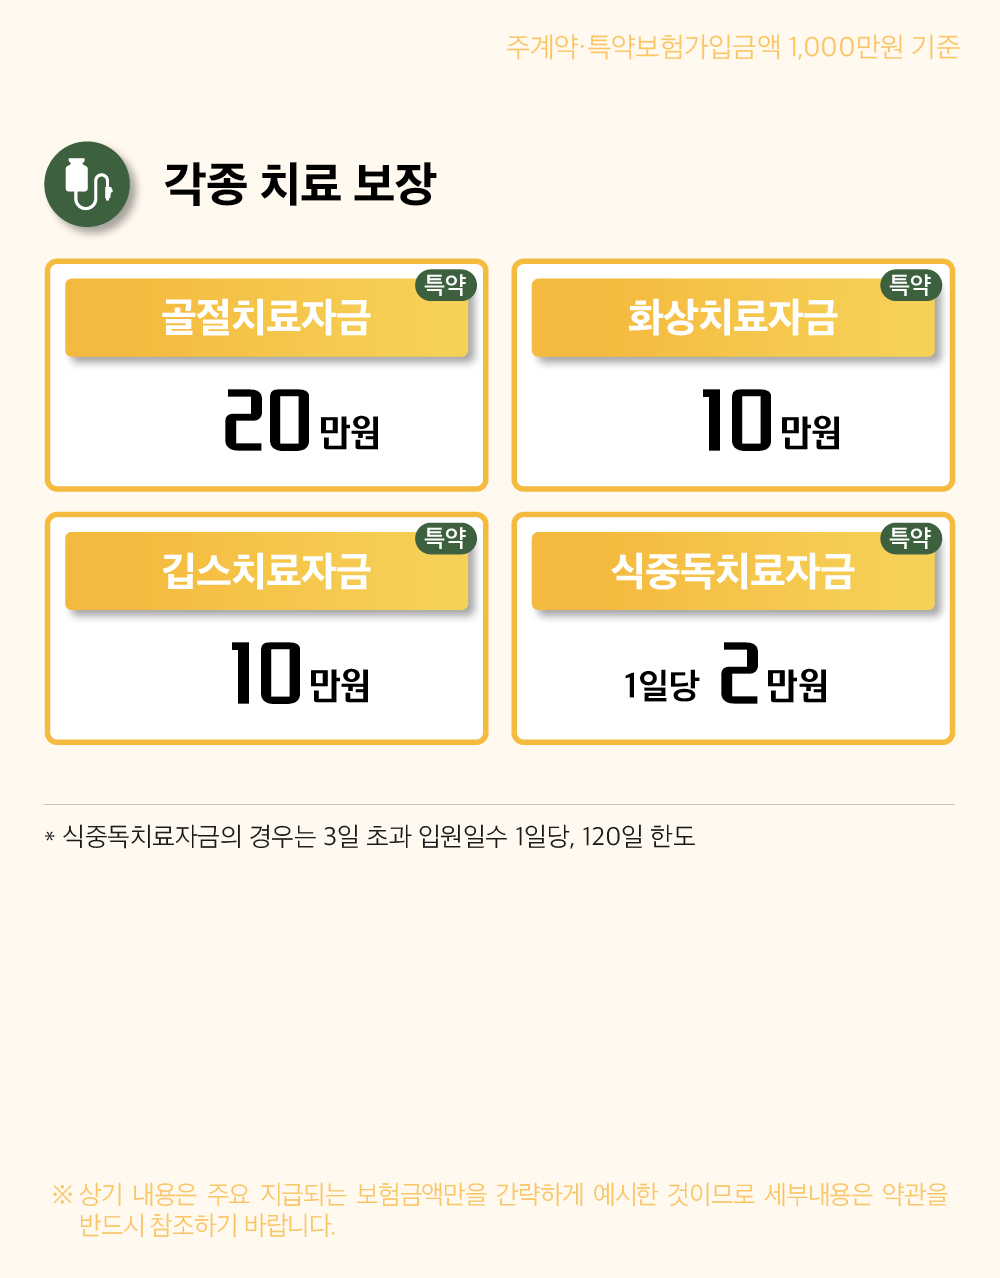 주계약·특약보험가입금액 1,000만원 기준
각종 치료 보장
특약
골절치료자금
20 만원
특약
화상치료자금
10 만원
특약
깁스치료자금
10 만원
특약
식중독치료자금
1일당 2 만원
* 식중독치료자금의 경우는 3일 초과 입원일수 1일당, 120일 한도
※ 상기 내용은 주요 지급되는 보험금액만을 간략하게 예시한 것이므로 세부내용은 약관을
반드시 참조하기 바랍니다.